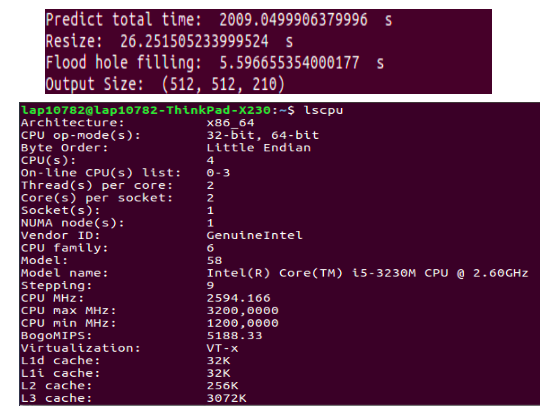 Predict total time:  2009.0499906379996  s
Resize:  26.251505233999524  s
Flood hole filling:  5.596655354000177  s
Output Size:  (512, 512, 210)
lap10782@lap10782-ThinkPad-X230:~$ lscpu
Architecture:          x86_64
CPU op-mode(s):        32-bit, 64-bit
Byte Order:            Little Endian
CPU(s):                4
On-line CPU(s) list:   0-3
Thread(s) per core:    2
Core(s) per socket:    2
Socket(s):             1
NUMA node(s):          1
Vendor ID:             GenuineIntel
CPU family:            6
Model:                 58
Model name:            Intel(R) Core(TM) i5-3230M CPU @ 2.60GHz
Stepping:              9
CPU MHz:               2594.166
CPU max MHz:           3200,0000
CPU min MHz:           1200,0000
BogoMIPS:              5188.33
Virtualization:        VT-x
L1d cache:             32K
L1i cache:             32K
L2 cache:              256K
L3 cache:              3072K